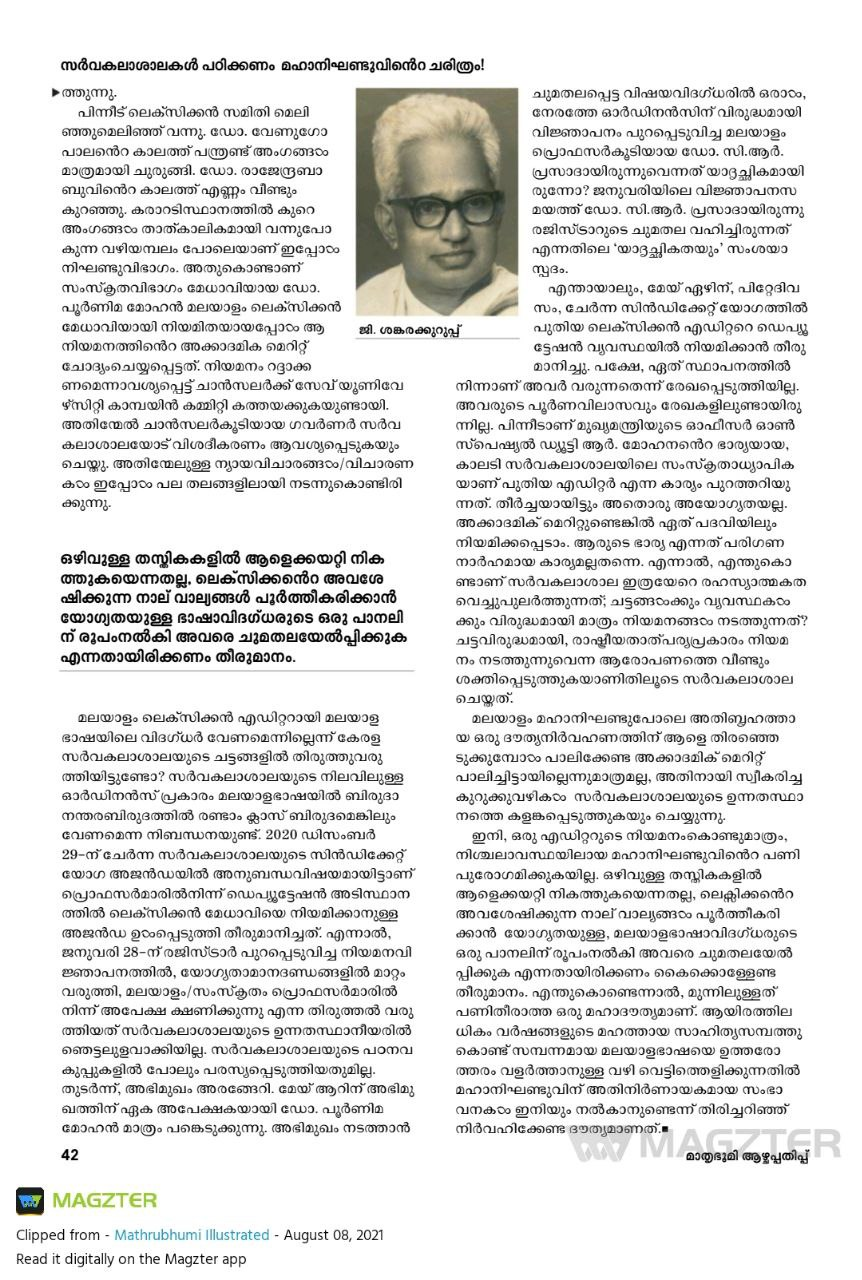 സർവകലാശാലകൾ പഠിക്കണം മഹാനിഘണ്ടുവിന്റെ ചരിത്രം!
▶ത്തുന്നു.
പിന്നീട് ലെക്സിക്കൻ സമിതി മെലി
ഞ്ഞുമെലിഞ്ഞ് വന്നു. ഡോ. വേണുഗോ
പാലന്റെ കാലത്ത് പന്ത്രണ്ട് അംഗങ്ങൾ
മാത്രമായി ചുരുങ്ങി. ഡോ. രാജേന്ദ്രബാ
ബുവിന്റെ കാലത്ത് എണ്ണം വീണ്ടും
കുറഞ്ഞു. കരാറടിസ്ഥാനത്തിൽ കുറെ
അംഗങ്ങൾ താത്കാലികമായി വന്നുപോ
കുന്ന വഴിയമ്പലം പോലെയാണ് ഇപ്പോൾ
നിഘണ്ടുവിഭാഗം. അതുകൊണ്ടാണ്
സംസ്കൃതവിഭാഗം മേധാവിയായ ഡോ.
പൂർണിമ മോഹൻ മലയാളം ലെക്സിക്കൻ
മേധാവിയായി നിയമിതയായപ്പോൾ ആ
നിയമനത്തിന്റെ അക്കാദമിക മെറിറ്റ്
ചോദ്യംചെയ്യപ്പെട്ടത്. നിയമനം റദ്ദാക്ക
ണമെന്നാവശ്യപ്പെട്ട് ചാൻസലർക്ക് സേവ് യൂണിവേ
ഴ്സിറ്റി കാമ്പയിൻ കമ്മിറ്റി കത്തയക്കുകയുണ്ടായി.
അതിന്മേൽ ചാൻസലർകൂടിയായ ഗവർണർ സർവ
കലാശാലയോട് വിശദീകരണം ആവശ്യപ്പെടുകയും
ചെയ്തു. അതിന്മേലുള്ള ന്യായവിചാരങ്ങൾ/വിചാരണ
കൾ ഇപ്പോൾ പല തലങ്ങളിലായി നടന്നുകൊണ്ടിരി
ക്കുന്നു.
ഒഴിവുള്ള തസ്തികകളിൽ ആളെക്കയറ്റി നിക
ത്തുകയെന്നതല്ല, ലെക്സിക്കന്റെ അവശേ
ഷിക്കുന്ന നാല് വാല്യങ്ങൾ പൂർത്തീകരിക്കാൻ
യോഗ്യതയുള്ള ഭാഷാവിദഗ്ധരുടെ ഒരു പാനലി
ന് രൂപംനൽകി അവരെ ചുമതലയേൽപ്പിക്കുക
എന്നതായിരിക്കണം തീരുമാനം.
മലയാളം ലെക്സിക്കൻ എഡിറ്ററായി മലയാള
ഭാഷയിലെ വിദഗ്ധർ വേണമെന്നില്ലെന്ന് കേരള
സർവകലാശാലയുടെ ചട്ടങ്ങളിൽ തിരുത്തുവരു
ത്തിയിട്ടുണ്ടോ? സർവകലാശാലയുടെ നിലവിലുള്ള
ഓർഡിനൻസ് പ്രകാരം മലയാളഭാഷയിൽ ബിരുദാ
നന്തരബിരുദത്തിൽ രണ്ടാം ക്ലാസ് ബിരുദമെങ്കിലും
വേണമെന്ന നിബന്ധനയുണ്ട്. 2020 ഡിസംബർ
29-ന് ചേർന്ന സർവകലാശാലയുടെ സിൻഡിക്കേറ്റ്
യോഗ അജൻഡയിൽ അനുബന്ധവിഷയമായിട്ടാണ്
പ്രൊഫസർമാരിൽനിന്ന് ഡെപ്യൂട്ടേഷൻ അടിസ്ഥാന
ത്തിൽ ലെക്സിക്കൻ മേധാവിയെ നിയമിക്കാനുള്ള
അജൻഡ ഉൾപ്പെടുത്തി തീരുമാനിച്ചത്. എന്നാൽ,
ജനുവരി 28-ന് രജിസ്ട്രാർ പുറപ്പെടുവിച്ച നിയമനവി
ജ്ഞാപനത്തിൽ, യോഗ്യതാമാനദണ്ഡങ്ങളിൽ മാറ്റം
വരുത്തി, മലയാളം/സംസ്കൃതം പ്രൊഫസർമാരിൽ
നിന്ന് അപേക്ഷ ക്ഷണിക്കുന്നു എന്ന തിരുത്തൽ വരു
ത്തിയത് സർവകലാശാലയുടെ ഉന്നതസ്ഥാനീയരിൽ
ഞെട്ടലുളവാക്കിയില്ല. സർവകലാശാലയുടെ പഠനവ
കുപ്പുകളിൽ പോലും പരസ്യപ്പെടുത്തിയതുമില്ല.
തുടർന്ന്, അഭിമുഖം അരങ്ങേറി. മേയ് ആറിന് അഭിമു
ഖത്തിന് ഏക അപേക്ഷകയായി ഡോ. പൂർണിമ
മോഹൻ മാത്രം പങ്കെടുക്കുന്നു. അഭിമുഖം നടത്താൻ
ജി. ശങ്കരക്കുറുപ്പ്
ചുമതലപ്പെട്ട വിഷയവിദഗ്ധരിൽ ഒരാൾ,
നേരത്തേ ഓർഡിനൻസിന് വിരുദ്ധമായി
വിജ്ഞാപനം പുറപ്പെടുവിച്ച മലയാളം
പ്രൊഫസർകൂടിയായ ഡോ. സി.ആർ.
പ്രസാദായിരുന്നുവെന്നത് യാദൃച്ഛികമായി
രുന്നോ? ജനുവരിയിലെ വിജ്ഞാപനസ
മയത്ത് ഡോ. സി.ആർ. പ്രസാദായിരുന്നു
രജിസ്ട്രാറുടെ ചുമതല വഹിച്ചിരുന്നത്
എന്നതിലെ ‘യാദൃച്ഛികതയും’ സംശയാ
സ്പദം.
എന്തായാലും, മേയ് ഏഴിന്, പിറ്റേദിവ
സം, ചേർന്ന സിൻഡിക്കേറ്റ് യോഗത്തിൽ
പുതിയ ലെക്സിക്കൻ എഡിറ്ററെ ഡെപ്യൂ
ട്ടേഷൻ വ്യവസ്ഥയിൽ നിയമിക്കാൻ തീരു
മാനിച്ചു. പക്ഷേ, ഏത് സ്ഥാപനത്തിൽ
നിന്നാണ് അവർ വരുന്നതെന്ന് രേഖപ്പെടുത്തിയില്ല.
അവരുടെ പൂർണവിലാസവും രേഖകളിലുണ്ടായിരു
ന്നില്ല. പിന്നീടാണ് മുഖ്യമന്ത്രിയുടെ ഓഫീസർ ഓൺ
സ്പെഷ്യൽ ഡ്യൂട്ടി ആർ. മോഹനന്റെ ഭാര്യയായ,
കാലടി സർവകലാശാലയിലെ സംസ്കൃതാധ്യാപിക
യാണ് പുതിയ എഡിറ്റർ എന്ന കാര്യം പുറത്തറിയു
ന്നത്. തീർച്ചയായിട്ടും അതൊരു അയോഗ്യതയല്ല.
അക്കാദമിക് മെറിറ്റുണ്ടെങ്കിൽ ഏത് പദവിയിലും
നിയമിക്കപ്പെടാം. ആരുടെ ഭാര്യ എന്നത് പരിഗണ
നാർഹമായ കാര്യമല്ലതന്നെ. എന്നാൽ, എന്തുകൊ
ണ്ടാണ് സർവകലാശാല ഇത്രയേറെ രഹസ്യാത്മകത
വെച്ചുപുലർത്തുന്നത്; ചട്ടങ്ങൾക്കും വ്യവസ്ഥകൾ
ക്കും വിരുദ്ധമായി മാത്രം നിയമനങ്ങൾ നടത്തുന്നത്?
ചട്ടവിരുദ്ധമായി, രാഷ്ട്രീയതാത്പര്യപ്രകാരം നിയമ
നം നടത്തുന്നുവെന്ന ആരോപണത്തെ വീണ്ടും
ശക്തിപ്പെടുത്തുകയാണിതിലൂടെ സർവകലാശാല
ചെയ്തത്.
മലയാളം മഹാനിഘണ്ടുപോലെ അതിബൃഹത്താ
യ ഒരു ദൗത്യനിർവഹണത്തിന് ആളെ തിരഞ്ഞെ
ടുക്കുമ്പോൾ പാലിക്കേണ്ട അക്കാദമിക് മെറിറ്റ്
പാലിച്ചിട്ടായില്ലെന്നുമാത്രമല്ല, അതിനായി സ്വീകരിച്ച
കുറുക്കുവഴികൾ സർവകലാശാലയുടെ ഉന്നതസ്ഥാ
നത്തെ കളങ്കപ്പെടുത്തുകയും ചെയ്യുന്നു.
ഇനി, ഒരു എഡിറ്ററുടെ നിയമനംകൊണ്ടുമാത്രം,
നിശ്ചലാവസ്ഥയിലായ മഹാനിഘണ്ടുവിന്റെ പണി
പുരോഗമിക്കുകയില്ല. ഒഴിവുള്ള തസ്തികകളിൽ
ആളെക്കയറ്റി നികത്തുകയെന്നതല്ല, ലെക്സിക്കന്റെ
അവശേഷിക്കുന്ന നാല് വാല്യങ്ങൾ പൂർത്തീകരി
ക്കാൻ യോഗ്യതയുള്ള, മലയാളഭാഷാവിദഗ്ധരുടെ
ഒരു പാനലിന് രൂപംനൽകി അവരെ ചുമതലയേൽ
പ്പിക്കുക എന്നതായിരിക്കണം കൈക്കൊള്ളേണ്ട
തീരുമാനം. എന്തുകൊണ്ടെന്നാൽ, മുന്നിലുള്ളത്
പണിതീരാത്ത ഒരു മഹാദൗത്യമാണ്. ആയിരത്തില
ധികം വർഷങ്ങളുടെ മഹത്തായ സാഹിത്യസമ്പത്തു
കൊണ്ട് സമ്പന്നമായ മലയാളഭാഷയെ ഉത്തരോ
ത്തരം വളർത്താനുള്ള വഴി വെട്ടിത്തെളിക്കുന്നതിൽ
മഹാനിഘണ്ടുവിന് അതിനിർണായകമായ സംഭാ
വനകൾ ഇനിയും നൽകാനുണ്ടെന്ന് തിരിച്ചറിഞ്ഞ്
നിർവഹിക്കേണ്ട ദൗത്യമാണത്.■
MAGZTER
42
മാതൃഭൂമി ആഴ്ചപ്പതിപ്പ്
MAGZTER
Clipped from - Mathrubhumi Illustrated - August 08, 2021
Read it digitally on the Magzter app